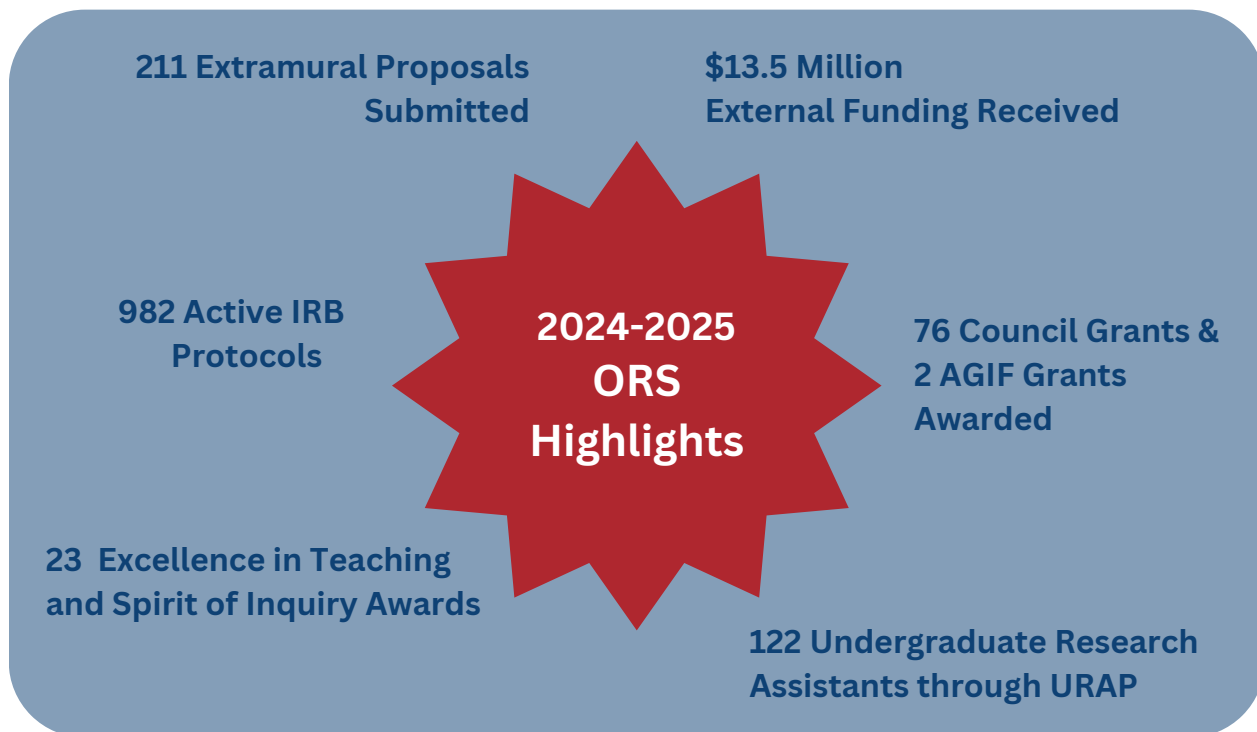 211 Extramural Proposals
Submitted
$13.5 Million
External Funding Received
982 Active IRB
Protocols
2024-2025
ORS
Highlights
76 Council Grants &
2 AGIF Grants
Awarded
23  Excellence in Teaching
and Spirit of Inquiry Awards
122 Undergraduate Research
Assistants through URAP